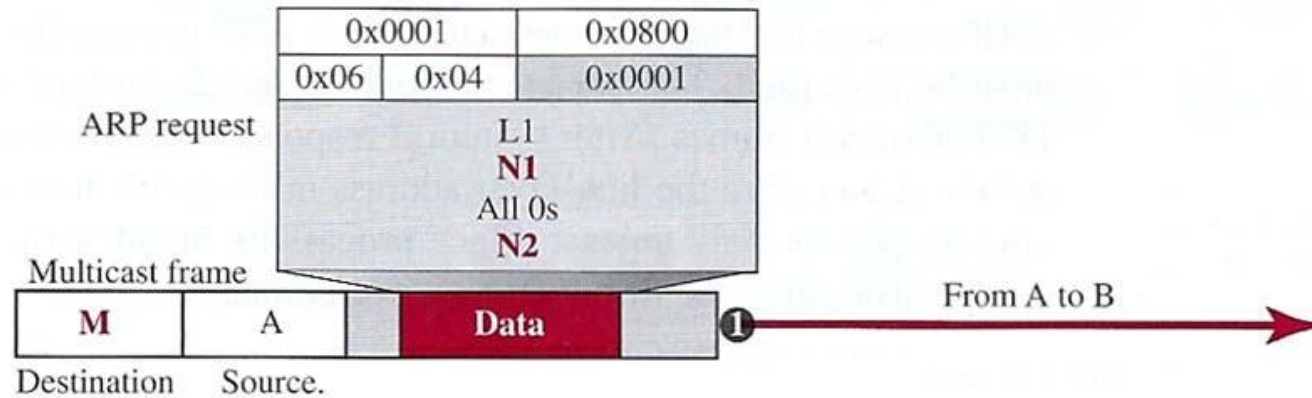 0x0001 0x0800
0x06 0x04 0x0001
ARP request
L1
N1
All 0s
N2
Multicast frame
M A Data 1 From A to B
Destination Source.